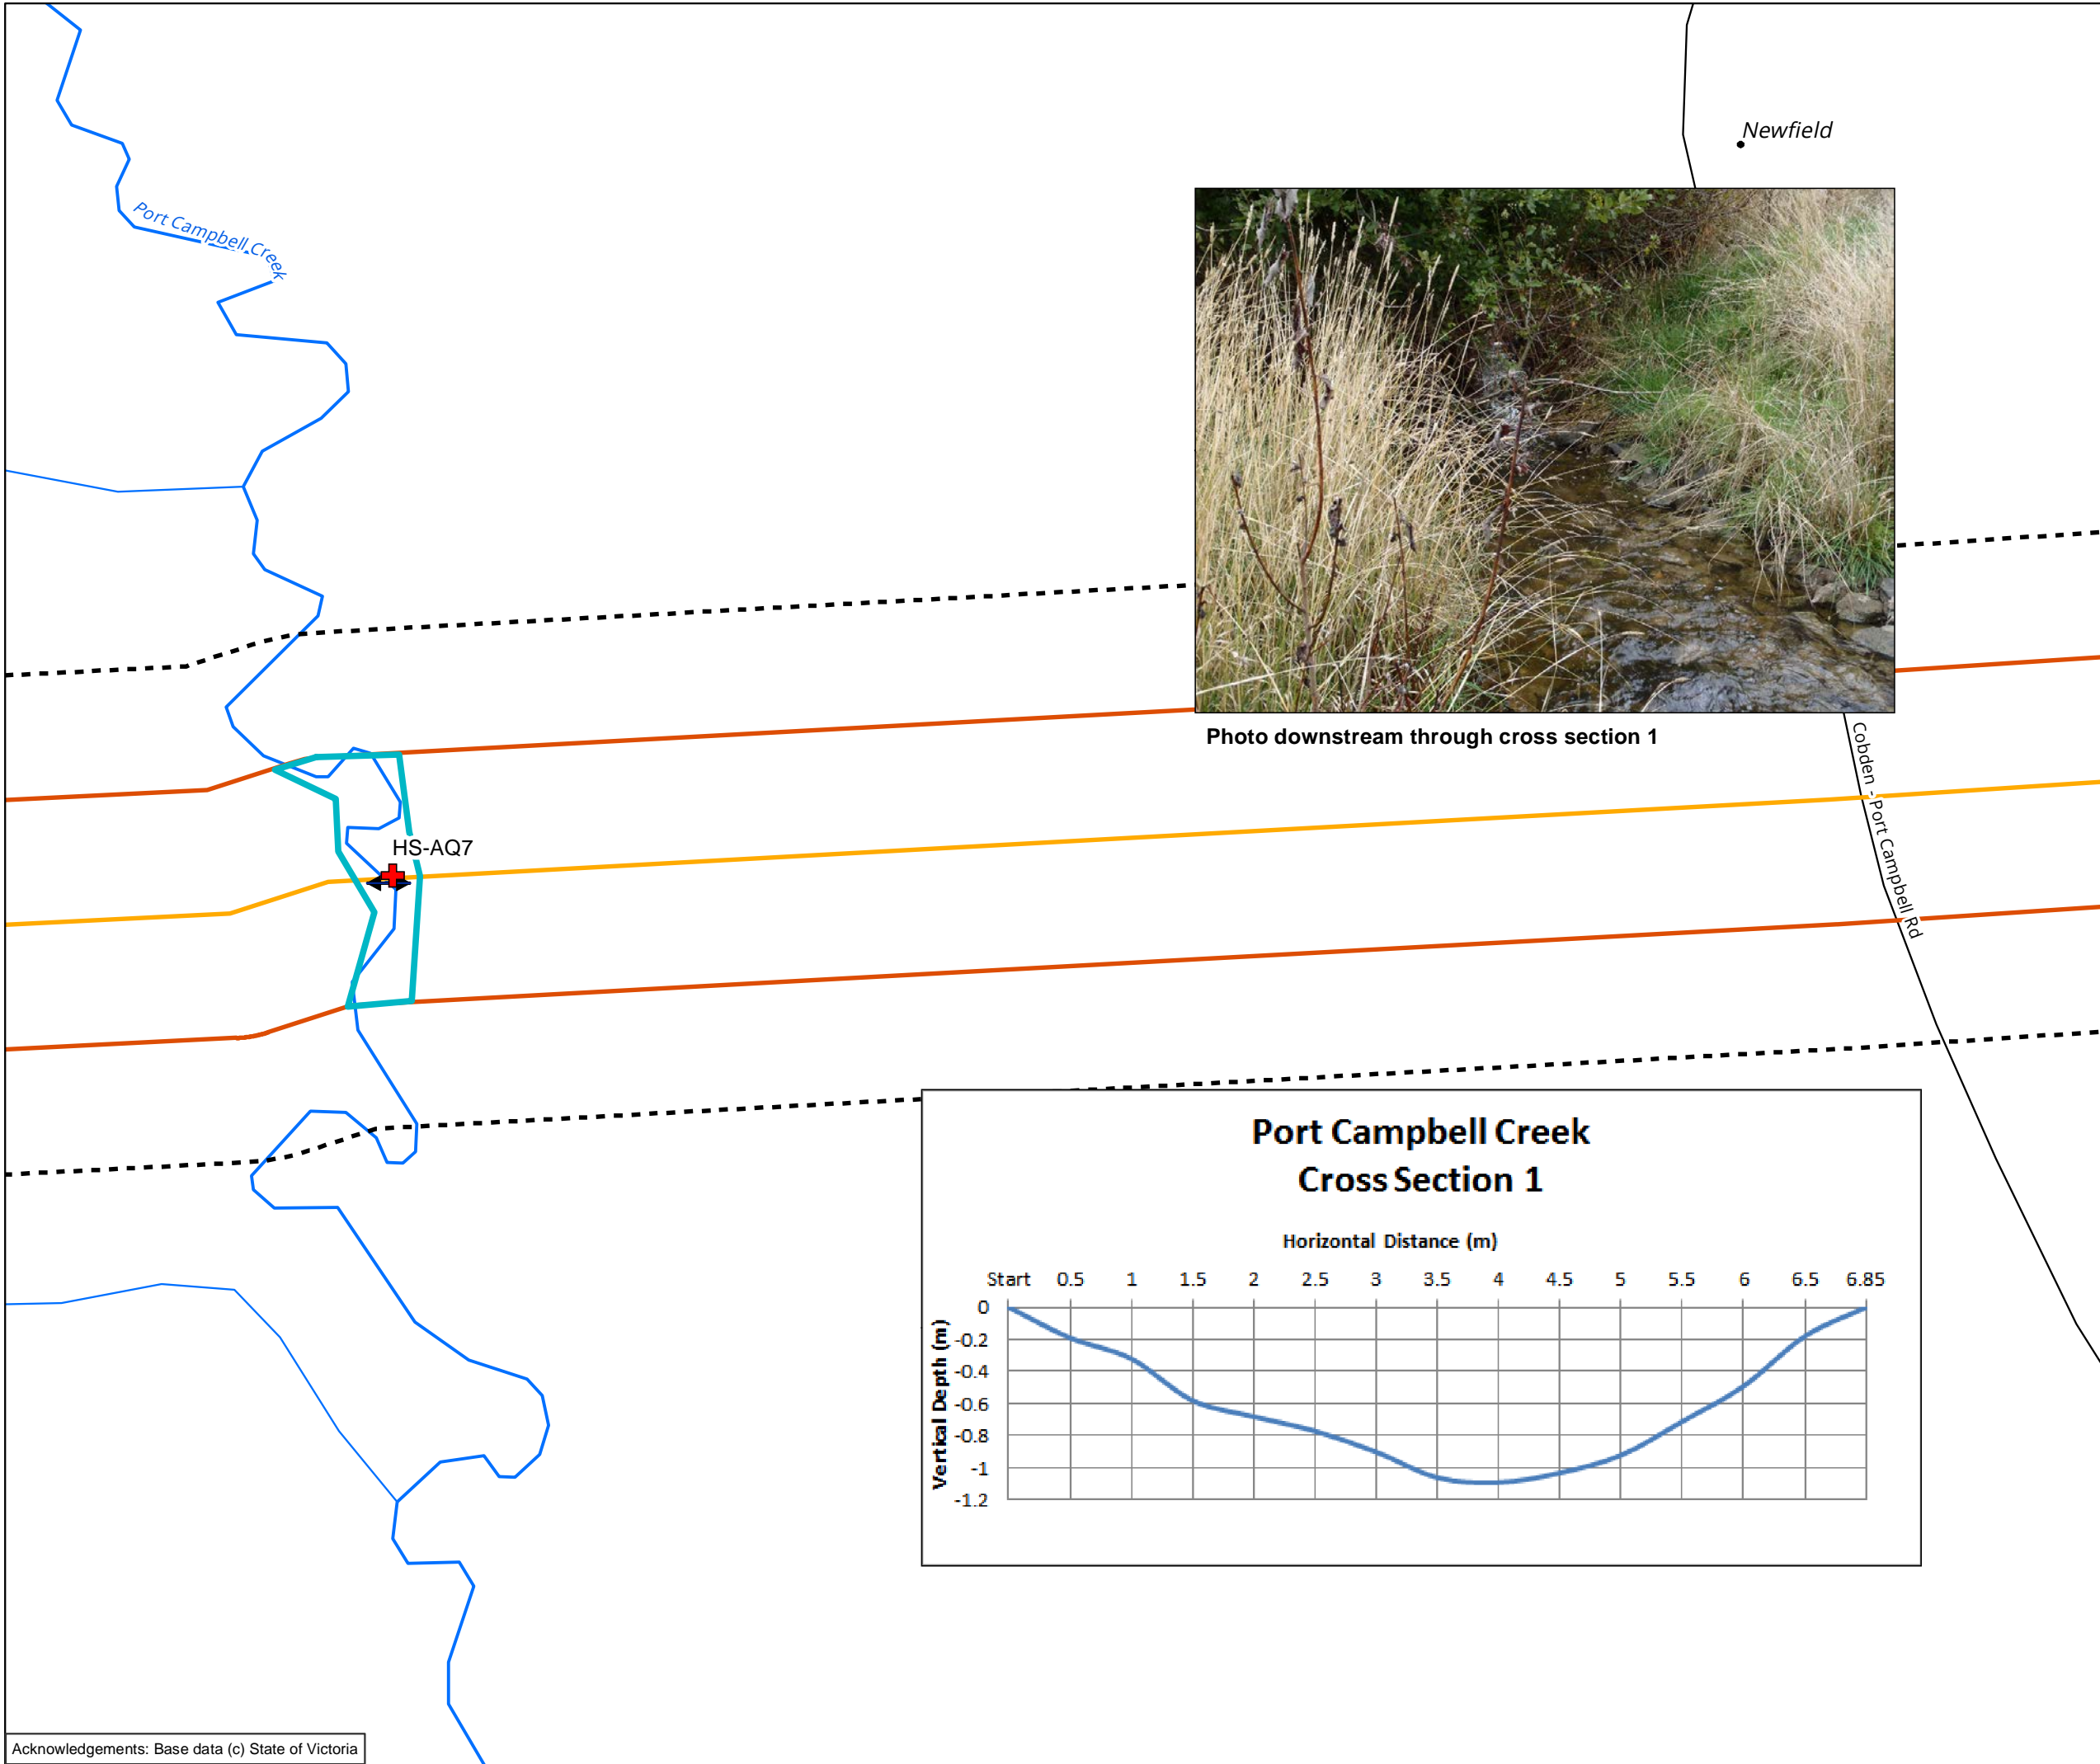 Newfield
Port Campbell Creek
Photo downstream through cross section 1
Cobden - Port Campbell Rd
HS-AQ7
Port Campbell Creek
Cross Section 1
Horizontal Distance (m)
Start 0.5 1 1.5 2 2.5 3 3.5 4 4.5 5 5.5 6 6.5 6.85
Vertical Depth (m)
0
-0.2
-0.4
-0.6
-0.8
-1
-1.2
Acknowledgements: Base data (c) State of Victoria